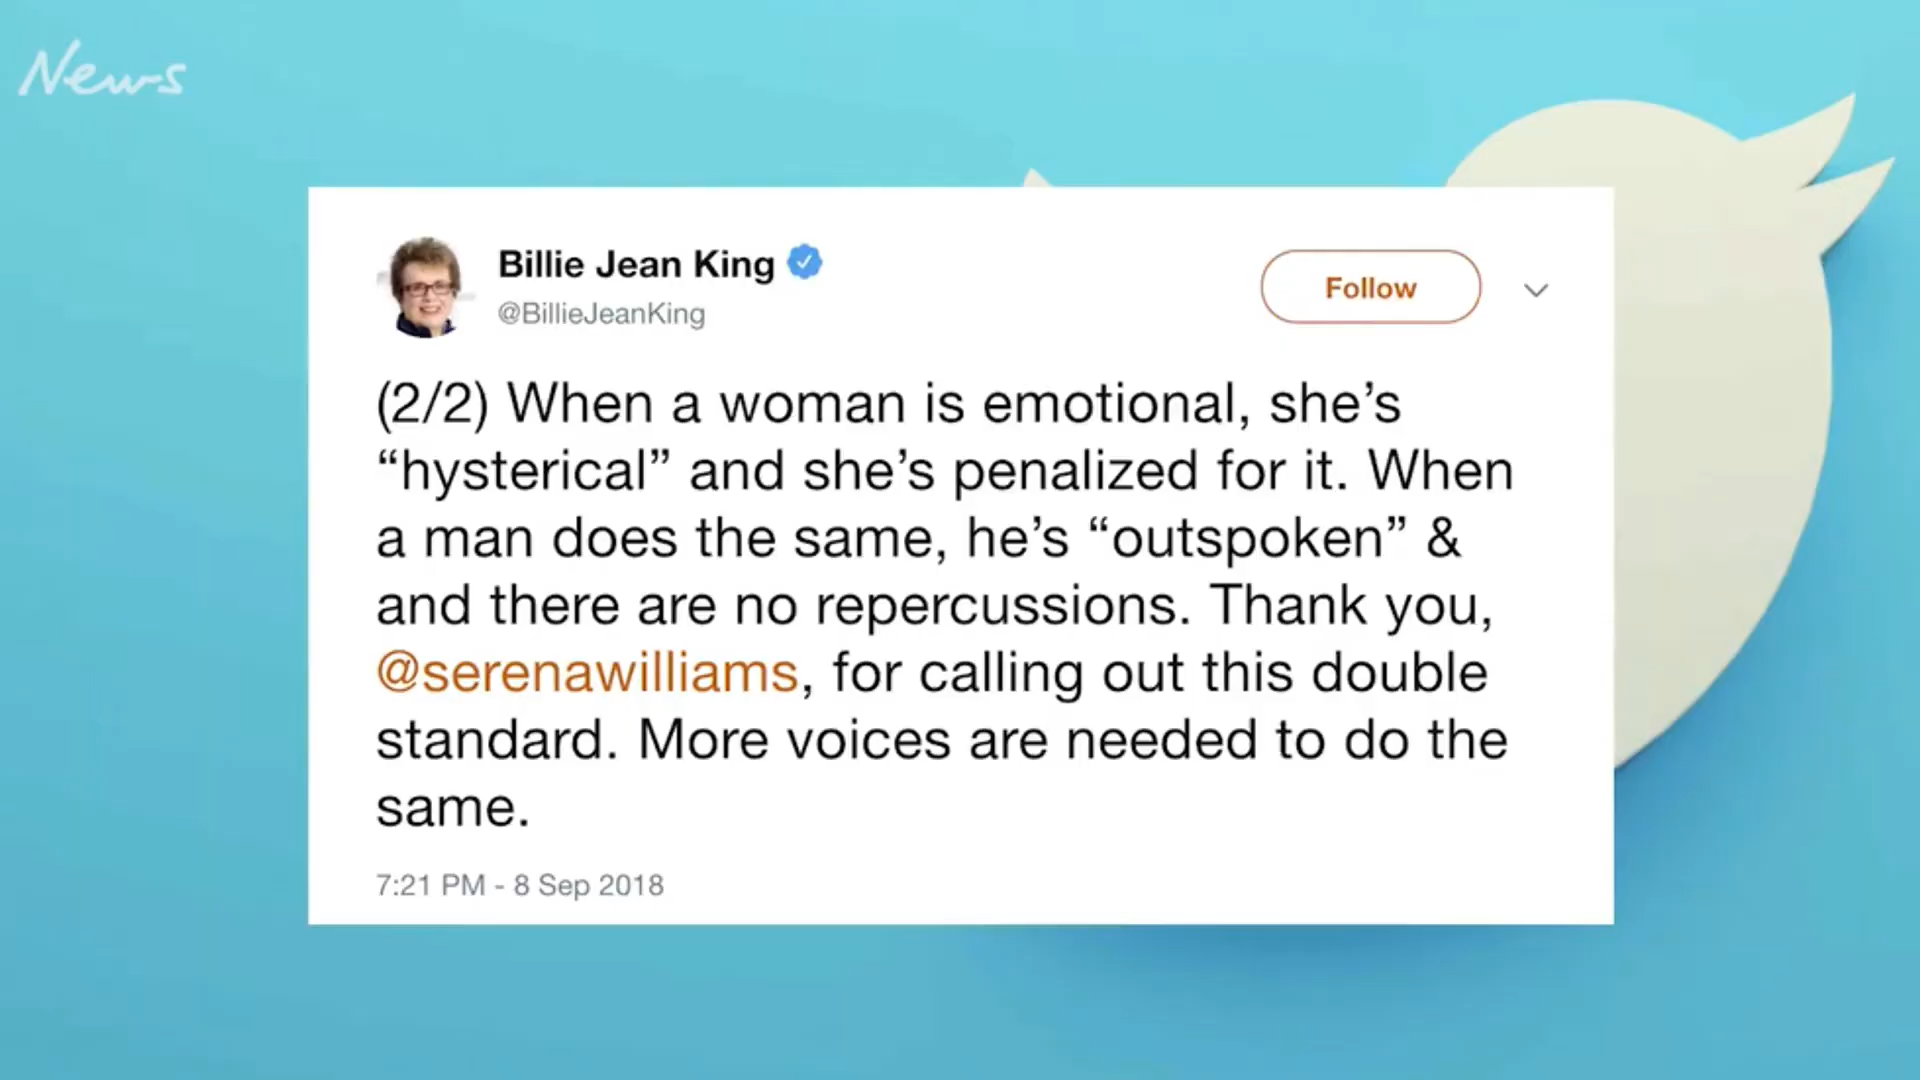 News
Billie Jean King
@BillieJeanKing
Follow
(2/2) When a woman is emotional, she’s
“hysterical” and she’s penalized for it. When
a man does the same, he’s “outspoken” &
and there are no repercussions. Thank you,
@serenawilliams, for calling out this double
standard. More voices are needed to do the
same.
7:21 PM - 8 Sep 2018